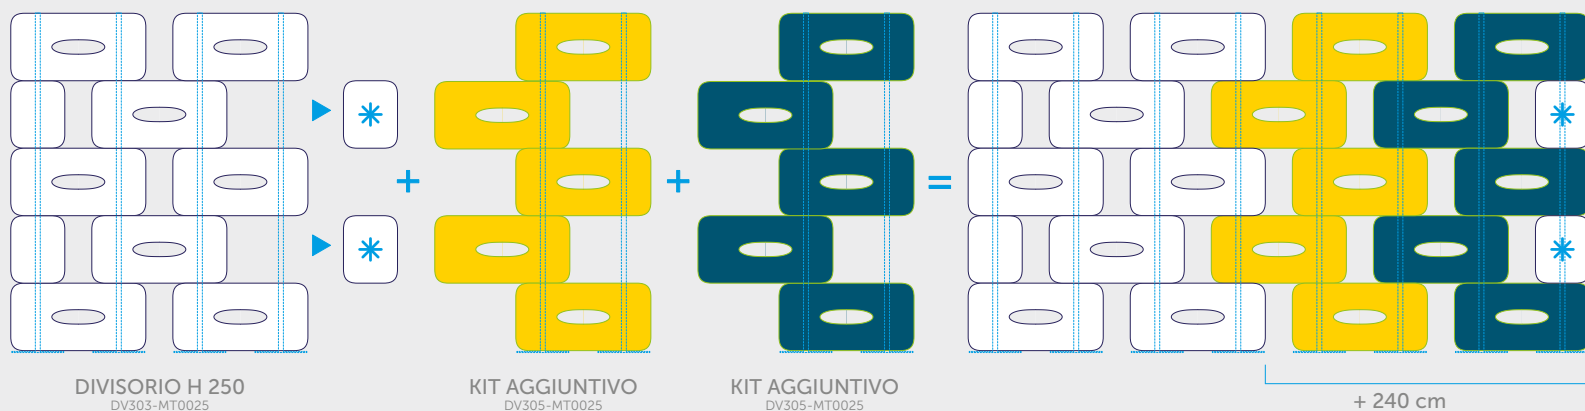 + + =
DIVISORIO H 250
DV303-MT0025
KIT AGGIUNTIVO
DV305-MT0025
KIT AGGIUNTIVO
DV305-MT0025
+ 240 cm